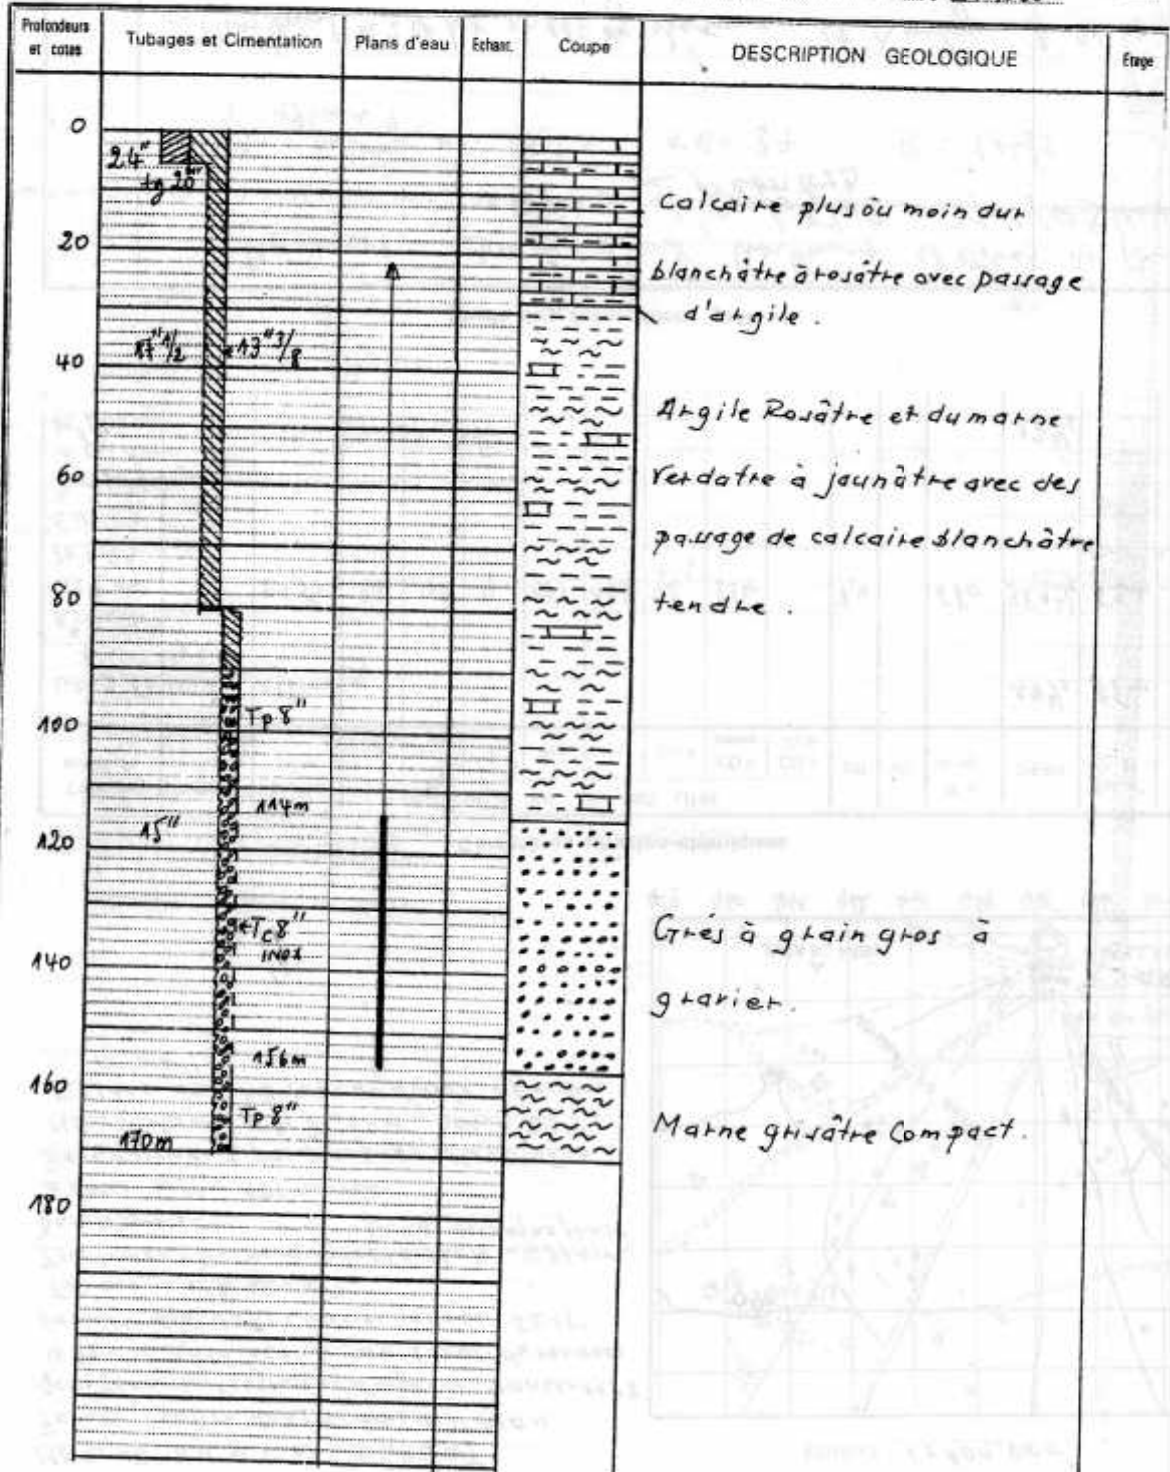 Profondeurs et cotes
Tubages et Cimentation
Plans d'eau
Echant.
Coupe
DESCRIPTION GEOLOGIQUE
Etage
0
24"
tg 20"
20
Calcaire plus ou moin dur
blanchâtre à rosâtre avec passage
d'argile.
17"1/2
13"3/8
40
Argile Rosâtre et du marne
60
Verdatre à jaunâtre avec des
passage de calcaire blanchâtre
80
tendre.
Tp 8"
100
114m
15"
120
Tc 8"
INOX
Grés à grain gros à
140
gravier.
156m
160
Tp 8"
Marne grisâtre Compact.
170m
180